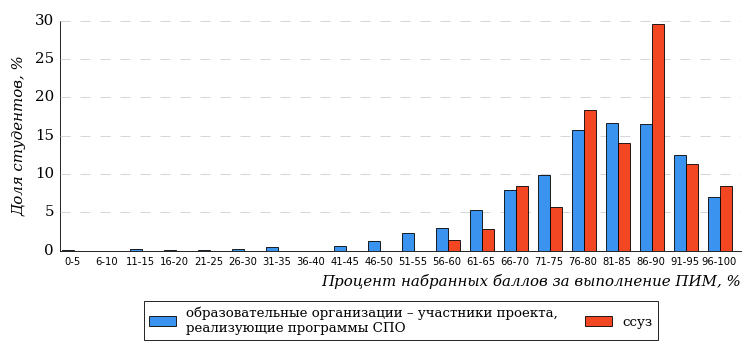 30
25
20
15
10
5
0
Доля студентов, %
0-5 6-10 11-15 16-20 21-25 26-30 31-35 36-40 41-45 46-50 51-55 56-60 61-65 66-70 71-75 76-80 81-85 86-90 91-95 96-100
Процент набранных баллов за выполнение ПИМ, %
образовательные организации – участники проекта,
реализующие программы СПО
ссуз